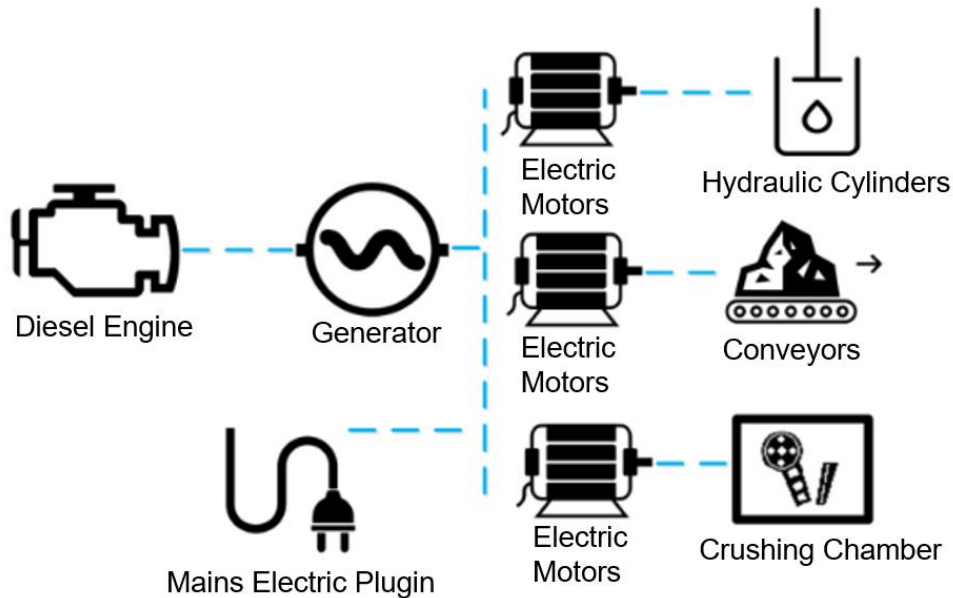 Electric
Motors
Hydraulic Cylinders
Diesel Engine
Generator
Electric
Motors
Conveyors
Mains Electric Plugin
Electric
Motors
Crushing Chamber